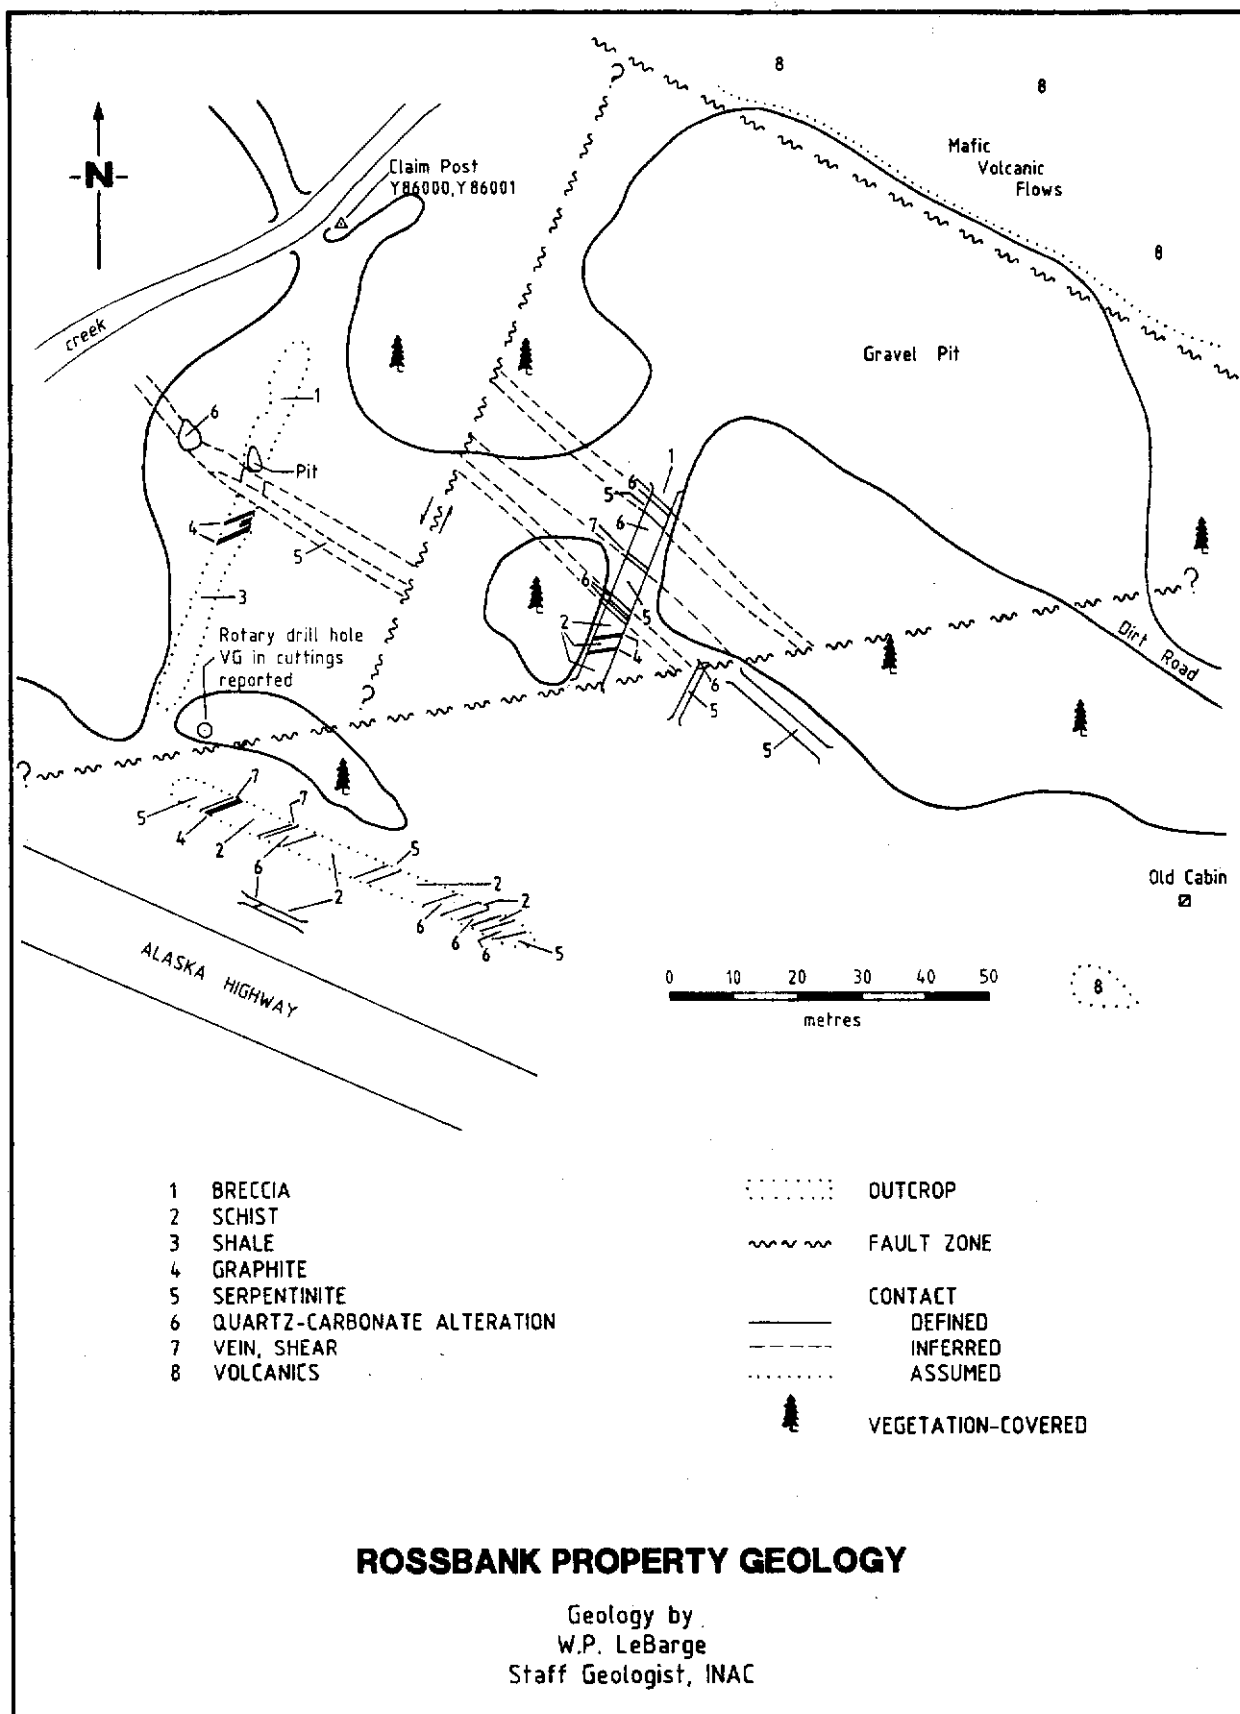 ?
8
8
Mafic
Volcanic
Flows
8
-N-
Claim Post
Y86000,Y86001
creek
Gravel Pit
1
6
Pit
4
5
3
1
6
5
6
7
6
5
2
4
6
5
5
?
Dirt Road
Rotary drill hole
VG in cuttings
reported
?
?
7
5
4
2
7
6
2
5
2
2
6
6
6
5
ALASKA HIGHWAY
Old Cabin
8
0 10 20 30 40 50
metres
1 BRECCIA
2 SCHIST
3 SHALE
4 GRAPHITE
5 SERPENTINITE
6 QUARTZ-CARBONATE ALTERATION
7 VEIN, SHEAR
8 VOLCANICS
OUTCROP
FAULT ZONE
CONTACT
DEFINED
INFERRED
ASSUMED
VEGETATION-COVERED
ROSSBANK PROPERTY GEOLOGY
Geology by
W.P. LeBarge
Staff Geologist, INAC